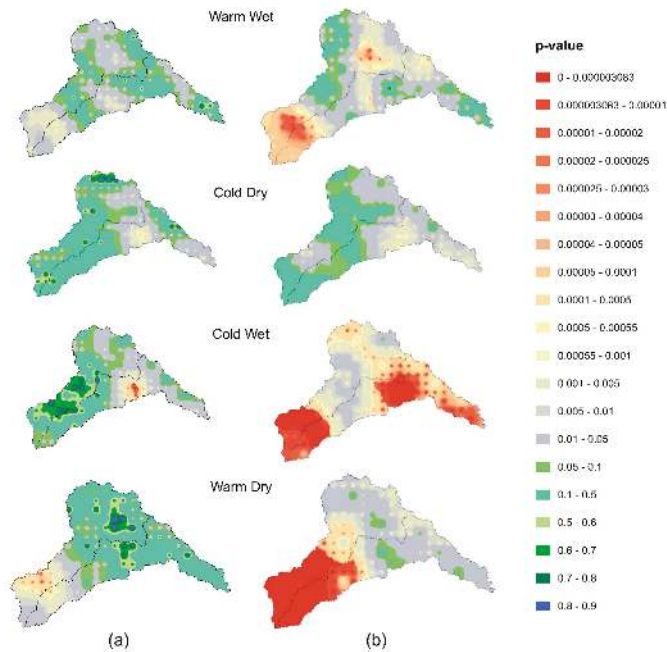 Warm Wet
p-value
0 - 0.000003083
0.000003083 - 0.00001
0.00001 - 0.00002
0.00002 - 0.000025
0.000025 - 0.00003
0.00003 - 0.00004
0.00004 - 0.00005
0.00005 - 0.0001
0.0001 - 0.0005
0.0005 - 0.00055
0.00055 - 0.001
0.001 - 0.005
0.005 - 0.01
0.01 - 0.05
0.05 - 0.1
0.1 - 0.5
0.5 - 0.6
0.6 - 0.7
0.7 - 0.8
0.8 - 0.9
Cold Dry
Cold Wet
Warm Dry
(a)
(b)